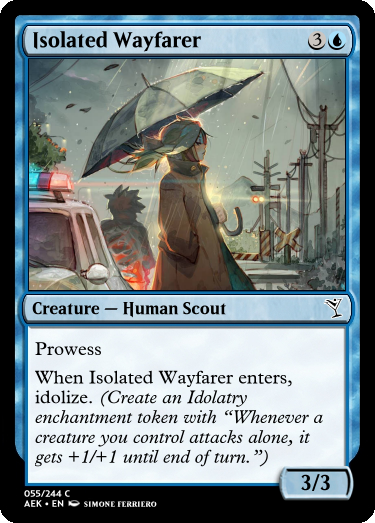 Isolated Wayfarer 3
Creature — Human Scout
Prowess
When Isolated Wayfarer enters,
idolize. (Create an Idolatry
enchantment token with “Whenever a
creature you control attacks alone, it
gets +1/+1 until end of turn.”)
3/3
055/244 C
AEK • EN SIMONE FERRIERO